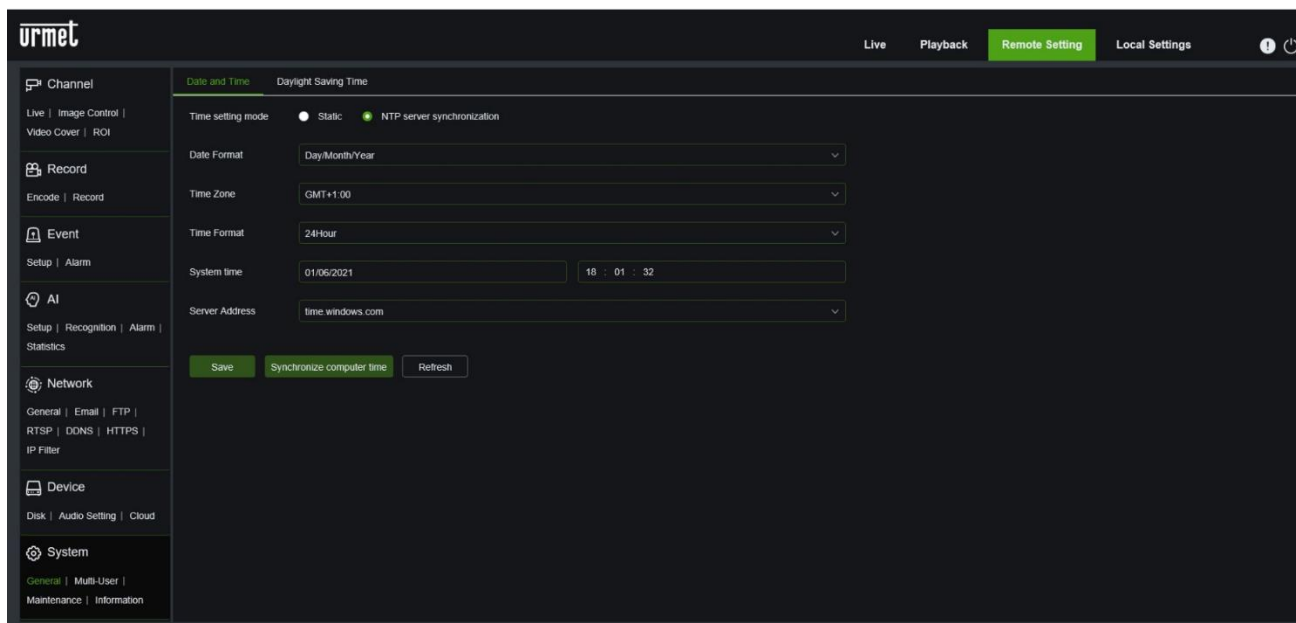 urmet
Live Playback Remote Setting Local Settings
Channel
Live | Image Control |
Video Cover | ROI
Record
Encode | Record
Event
Setup | Alarm
AI
Setup | Recognition | Alarm |
Statistics
Network
General | Email | FTP |
RTSP | DDNS | HTTPS |
IP Filter
Device
Disk | Audio Setting | Cloud
System
General | Multi-User |
Maintenance | Information
Date and Time Daylight Saving Time
Time setting mode Static NTP server synchronization
Date Format Day/Month/Year
Time Zone GMT+1:00
Time Format 24Hour
System time 01/06/2021 18 : 01 : 32
Server Address time.windows.com
Save Synchronize computer time Refresh